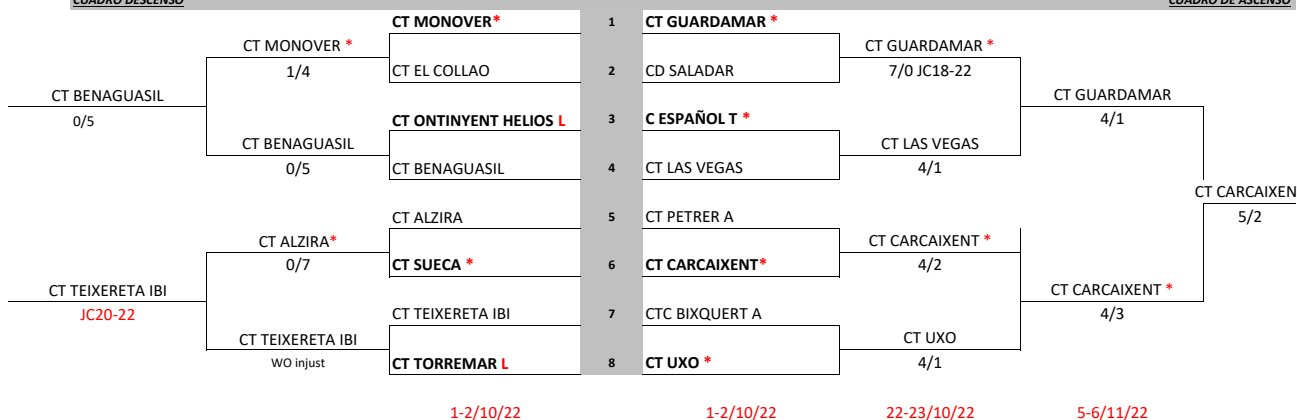 CUADRO DESCENSO CUADRO DE ASCENSO
CT MONOVER* 1 CT GUARDAMAR *
CT MONOVER * CT GUARDAMAR *
1/4 CT EL COLLAO 2 CD SALADAR 7/0 JC18-22
CT BENAGUASIL CT GUARDAMAR
0/5 CT ONTINYENT HELIOS L 3 C ESPAÑOL T * 4/1
CT BENAGUASIL CT LAS VEGAS
0/5 CT BENAGUASIL 4 CT LAS VEGAS 4/1
CT CARCAIXEN
CT ALZIRA 5 CT PETRER A 5/2
CT ALZIRA* CT CARCAIXENT *
0/7 CT SUECA * 6 CT CARCAIXENT* 4/2
CT TEIXERETA IBI CT CARCAIXENT *
JC20-22 CT TEIXERETA IBI 7 CTC BIXQUERT A 4/3
CT TEIXERETA IBI CT UXO
WO injust CT TORREMAR L 8 CT UXO * 4/1
1-2/10/22 1-2/10/22 22-23/10/22 5-6/11/22